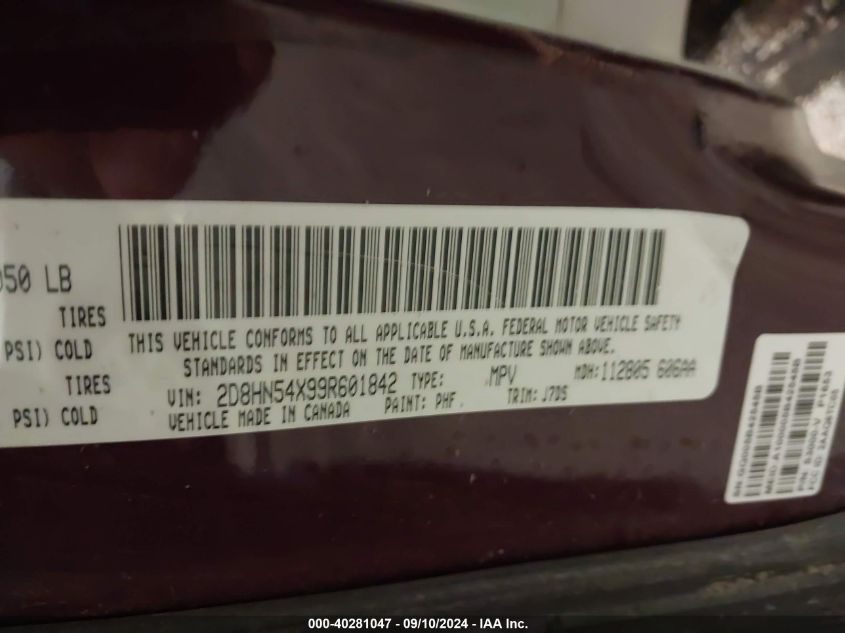 050 LB
TIRES
PSI) COLD
TIRES
PSI) COLD
THIS VEHICLE CONFORMS TO ALL APPLICABLE U.S.A. FEDERAL MOTOR VEHICLE SAFETY
STANDARDS IN EFFECT ON THE DATE OF MANUFACTURE SHOWN ABOVE.
VIN: 2D8HN54X99R601842 TYPE: MPV MDH: 112805 606AA
VEHICLE MADE IN CANADA PAINT: PHF TRIM: J7DS
000-40281047 - 09/10/2024 - IAA Inc.